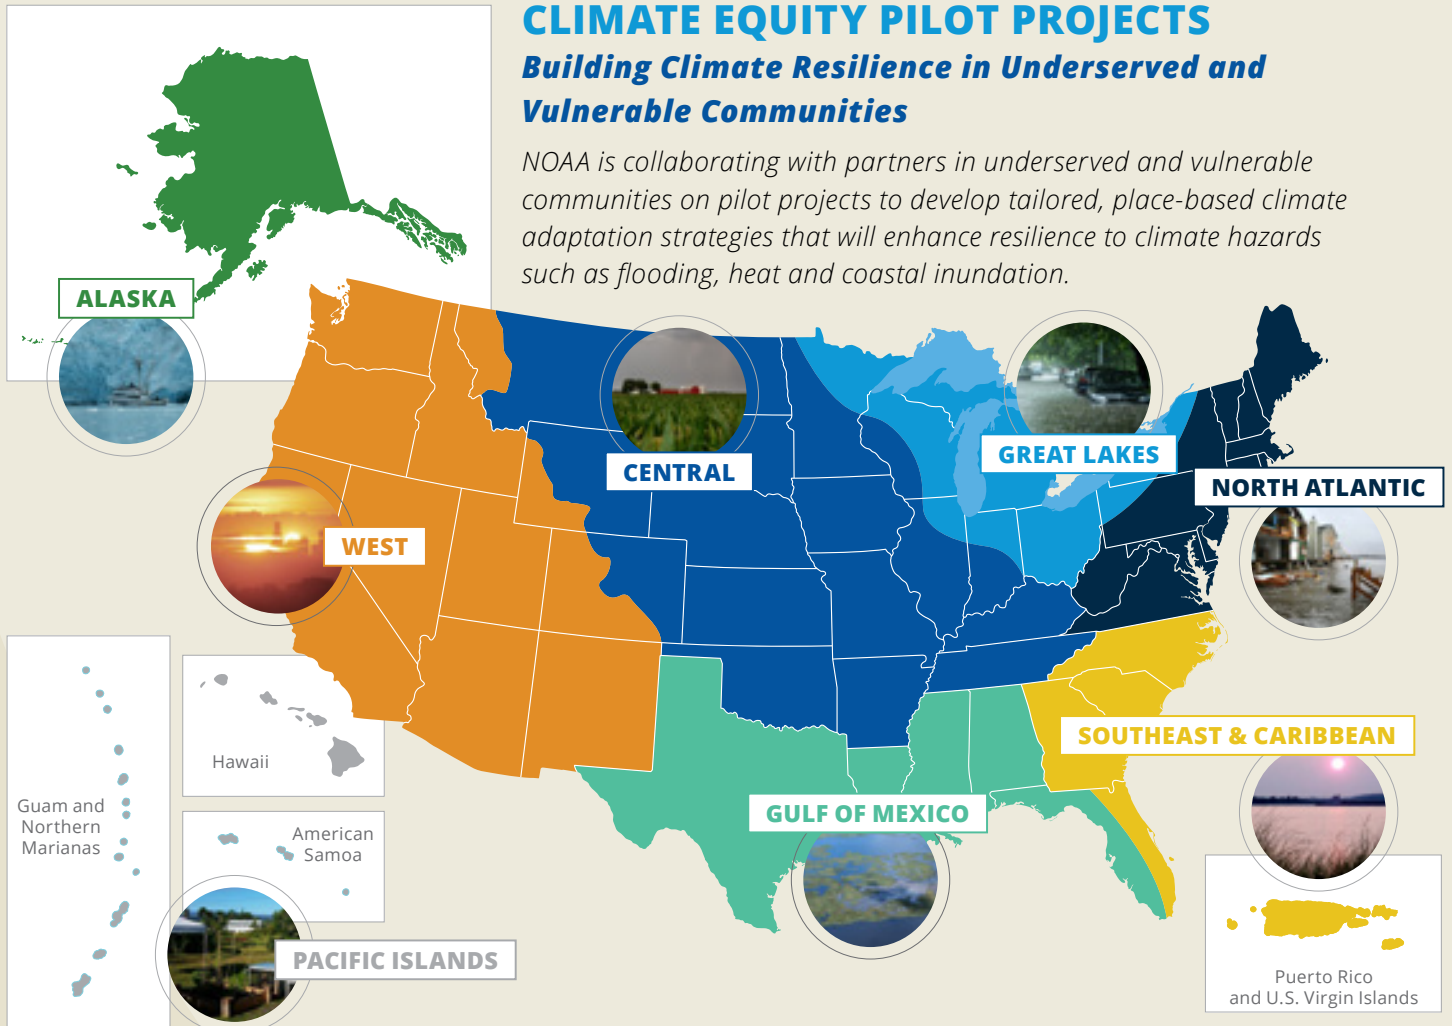 CLIMATE EQUITY PILOT PROJECTS
Building Climate Resilience in Underserved and
Vulnerable Communities
NOAA is collaborating with partners in underserved and vulnerable
communities on pilot projects to develop tailored, place-based climate
adaptation strategies that will enhance resilience to climate hazards
such as flooding, heat and coastal inundation.
ALASKA
CENTRAL
GREAT LAKES
NORTH ATLANTIC
WEST
SOUTHEAST & CARIBBEAN
Hawaii
Guam and
Northern
Marianas
American
Samoa
GULF OF MEXICO
PACIFIC ISLANDS
Puerto Rico
and U.S. Virgin Islands